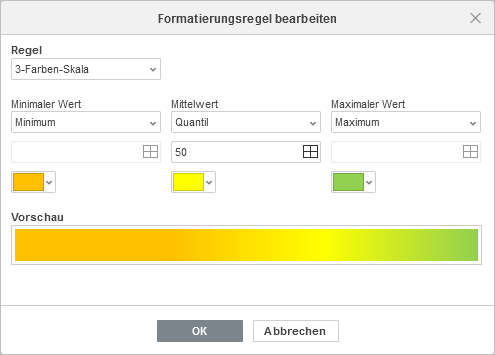 Formatierungsregel bearbeiten
Regel
3-Farben-Skala
Minimaler Wert Mittelwert Maximaler Wert
Minimum Quantil Maximum
50
Vorschau
OK Abbrechen